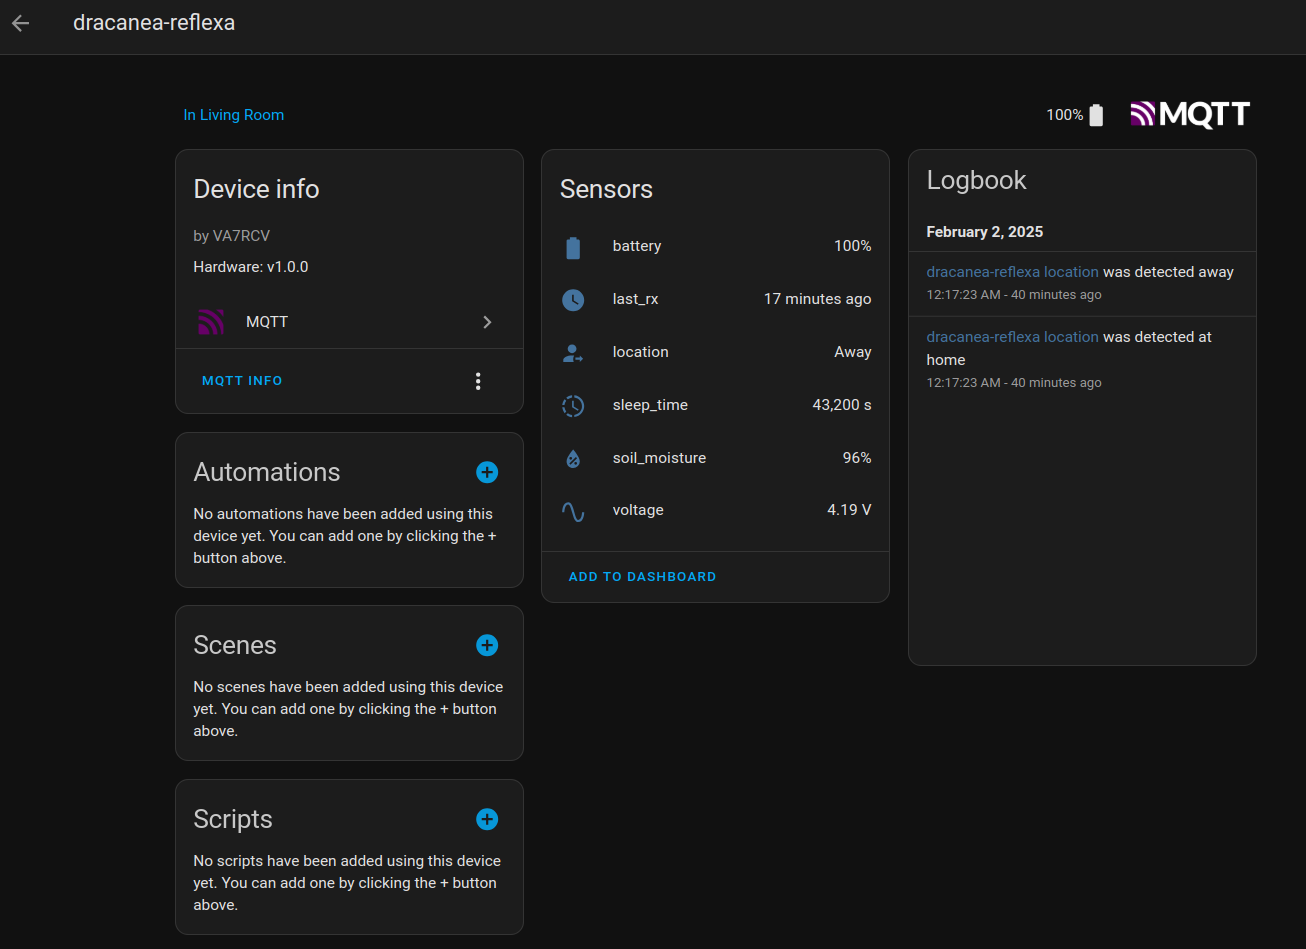 dracanea-reflexa
In Living Room
100%
MQTT
Device info
by VA7RCV
Hardware: v1.0.0
MQTT
MQTT INFO
Automations
No automations have been added using this
device yet. You can add one by clicking the +
button above.
Scenes
No scenes have been added using this device
yet. You can add one by clicking the + button
above.
Scripts
No scripts have been added using this device
yet. You can add one by clicking the + button
above.
Sensors
battery 100%
last_rx 17 minutes ago
location Away
sleep_time 43,200 s
soil_moisture 96%
voltage 4.19 V
ADD TO DASHBOARD
Logbook
February 2, 2025
dracanea-reflexa location was detected away
12:17:23 AM - 40 minutes ago
dracanea-reflexa location was detected at
home
12:17:23 AM - 40 minutes ago